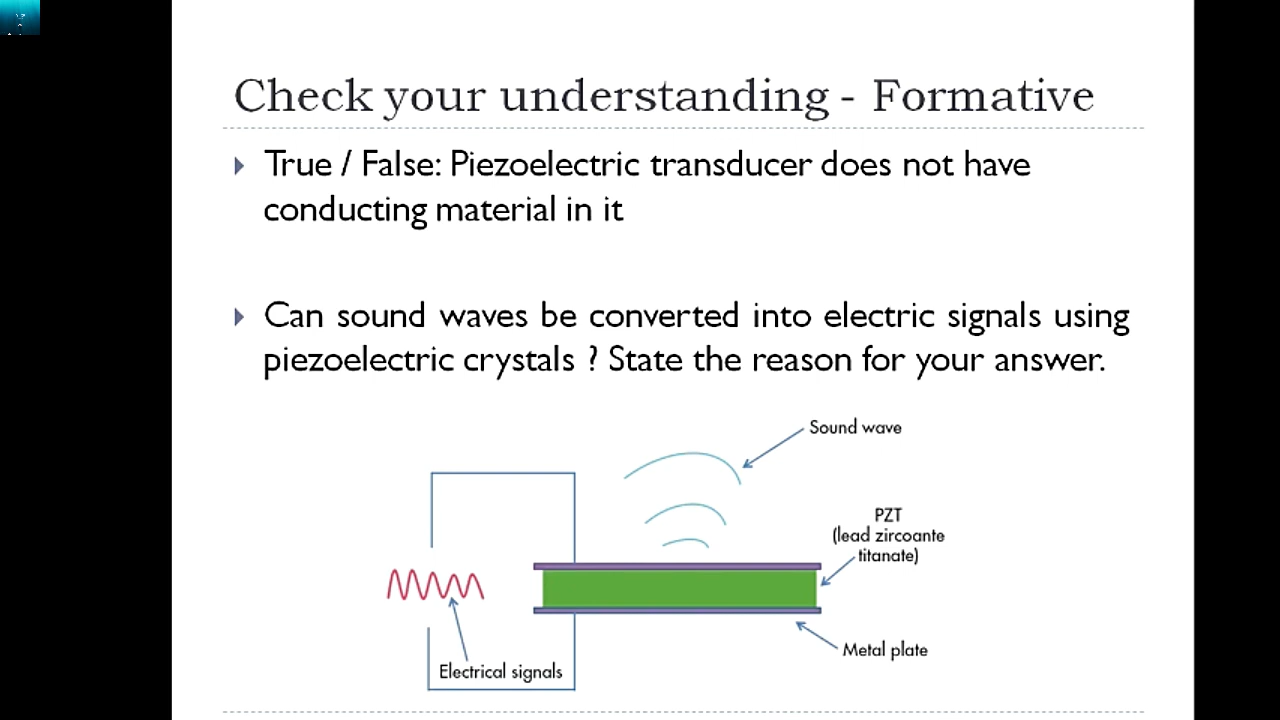 Check your understanding - Formative
True / False: Piezoelectric transducer does not have
conducting material in it
Can sound waves be converted into electric signals using
piezoelectric crystals ? State the reason for your answer.
Sound wave
PZT
(lead zircoante
titanate)
Metal plate
Electrical signals